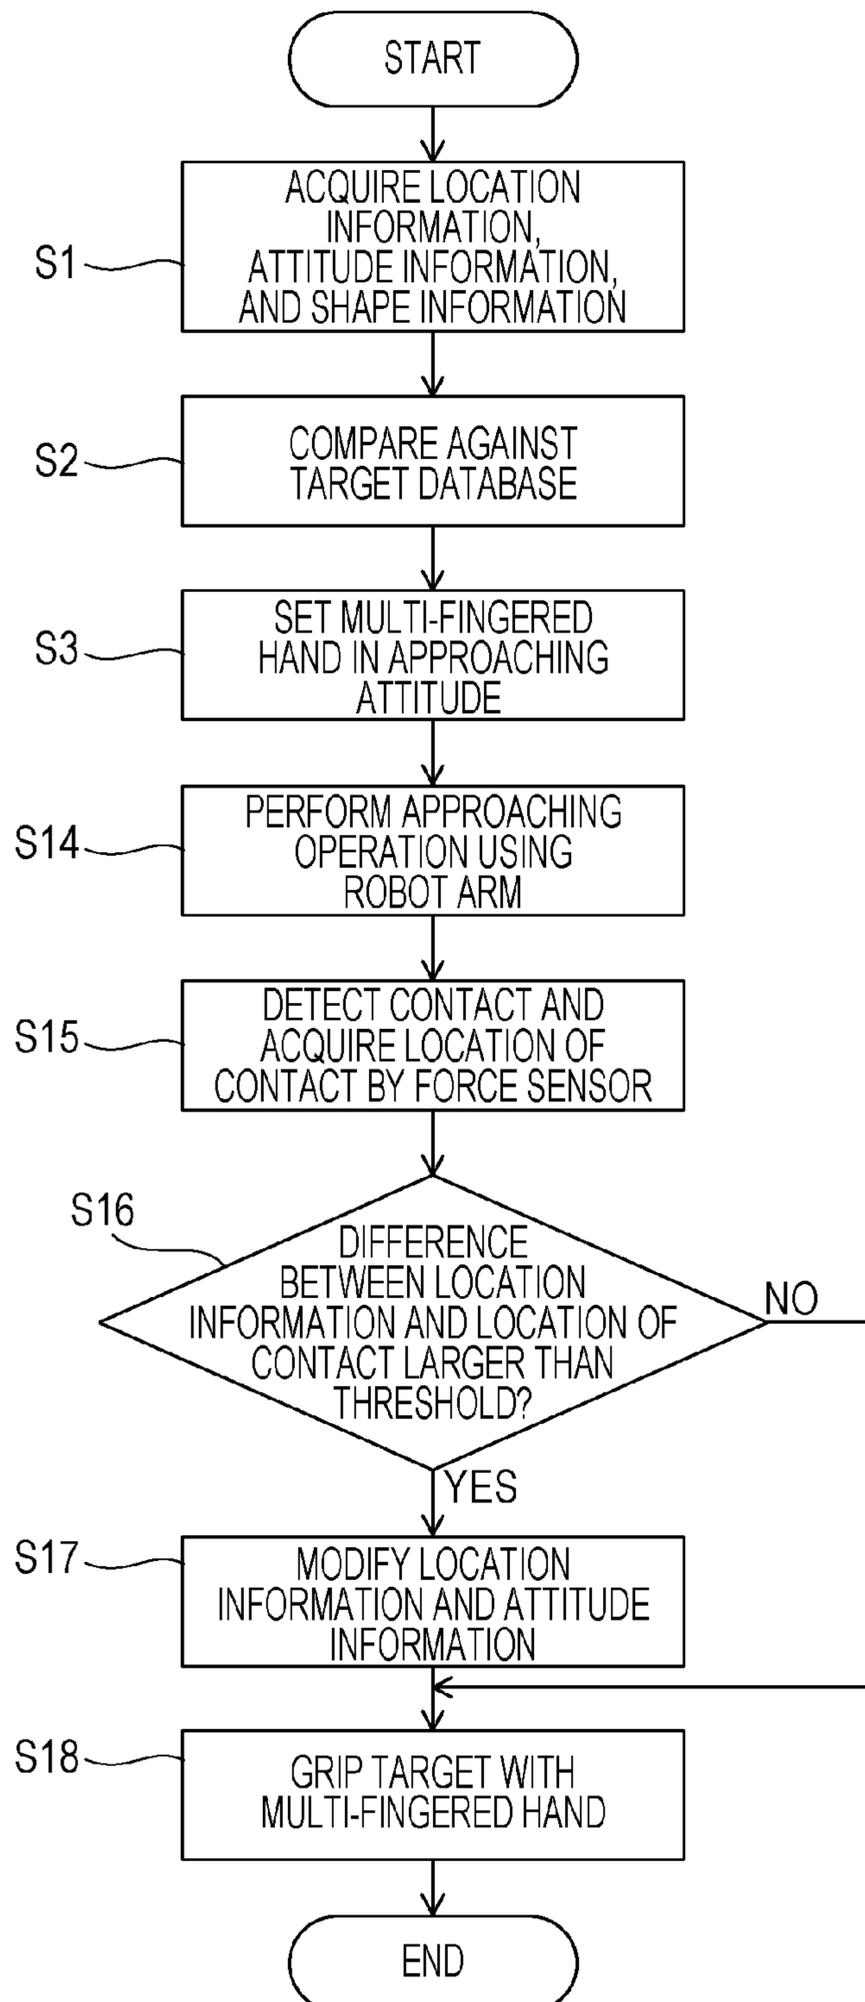 START
ACQUIRE LOCATION
INFORMATION,
ATTITUDE INFORMATION,
AND SHAPE INFORMATION
S1
COMPARE AGAINST
TARGET DATABASE
S2
SET MULTI-FINGERED
HAND IN APPROACHING
ATTITUDE
S3
PERFORM APPROACHING
OPERATION USING
ROBOT ARM
S14
DETECT CONTACT AND
ACQUIRE LOCATION OF
CONTACT BY FORCE SENSOR
S15
S16
DIFFERENCE
BETWEEN LOCATION
INFORMATION AND LOCATION OF
CONTACT LARGER THAN
THRESHOLD?
NO
YES
S17
MODIFY LOCATION
INFORMATION AND ATTITUDE
INFORMATION
S18
GRIP TARGET WITH
MULTI-FINGERED HAND
END